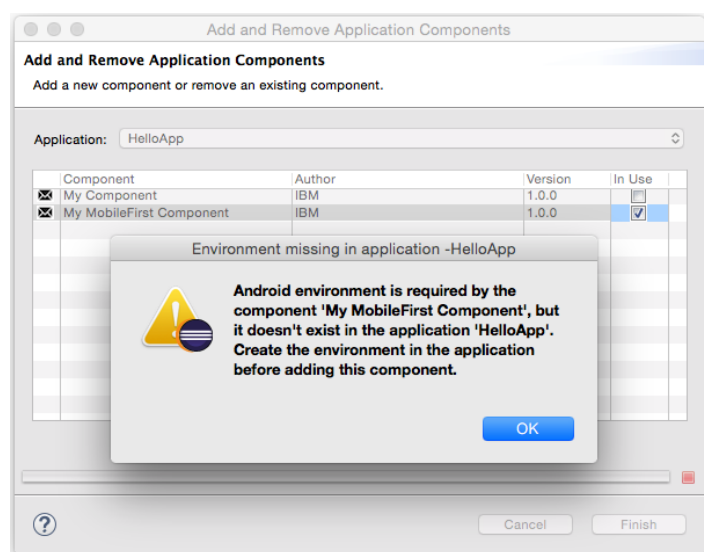 Add and Remove Application Components
Add and Remove Application Components
Add a new component or remove an existing component.
Application: HelloApp
Component Author Version In Use
My Component IBM 1.0.0
My MobileFirst Component IBM 1.0.0
Environment missing in application -HelloApp
Android environment is required by the
component 'My MobileFirst Component', but
it doesn't exist in the application 'HelloApp'.
Create the environment in the application
before adding this component.
OK
? Cancel Finish